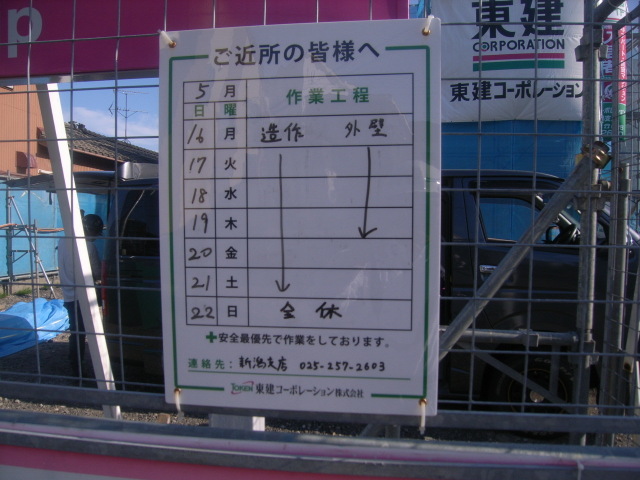 p
東建
CORPORATION
東建コーポレーション
ご近所の皆様へ
5 月 作業工程
日 曜
16 月 造作 外壁
17 火
18 水
19 木
20 金
21 土
22 日 全休
✚安全最優先で作業をしております。
連絡先：新潟支店 025-257-2603
TOKEN 東建コーポレーション株式会社